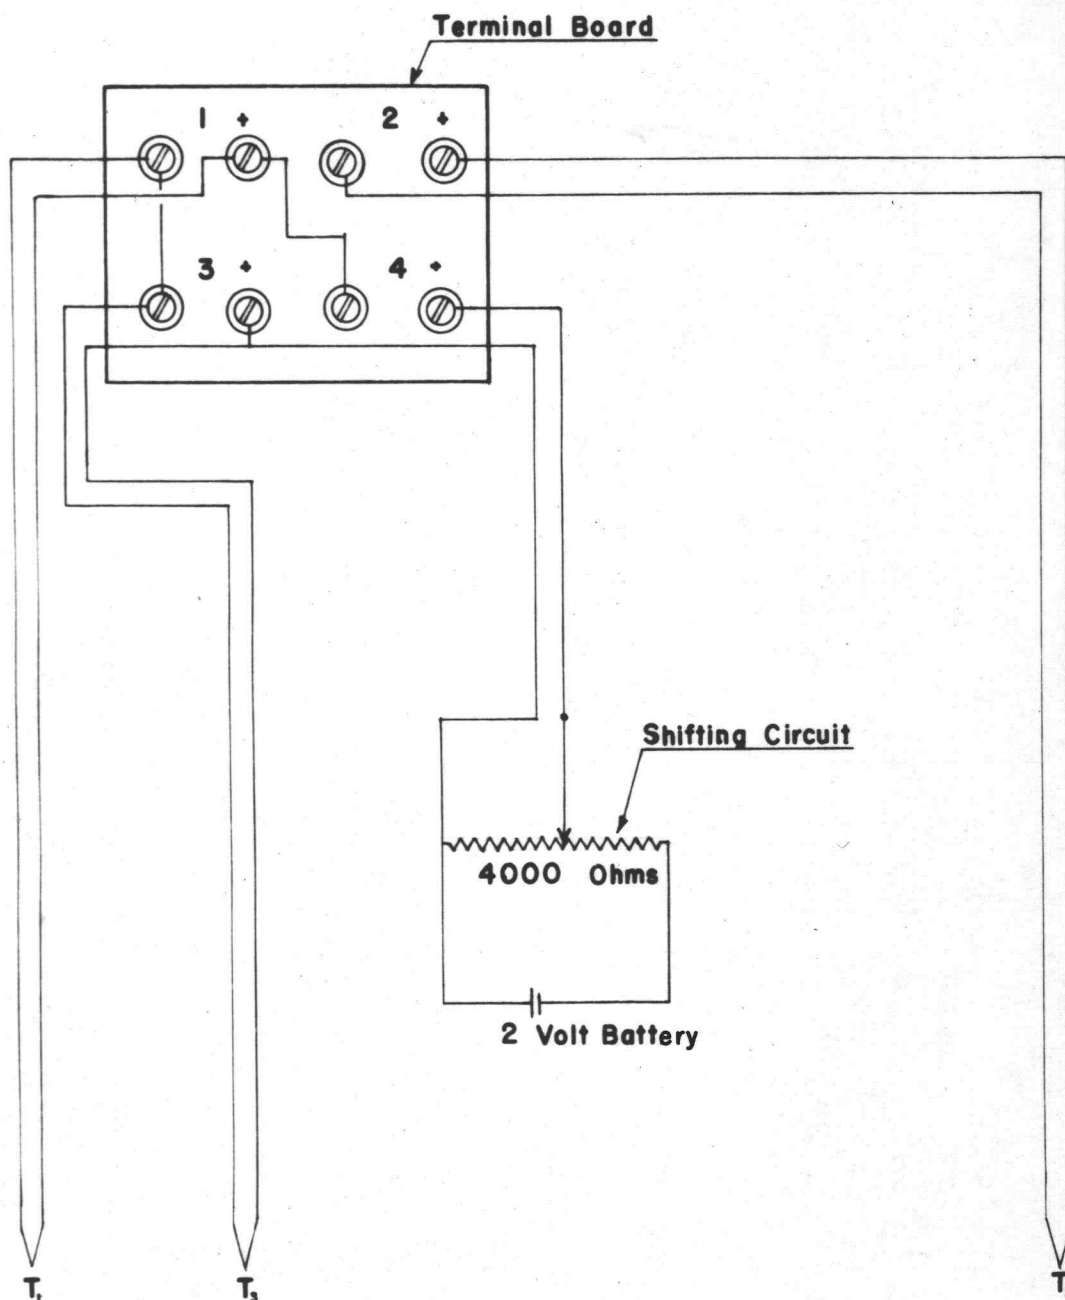 Terminal Board
1 + 2 +
3 + 4 +
Shifting Circuit
4000 Ohms
2 Volt Battery
T₁ T₃ T